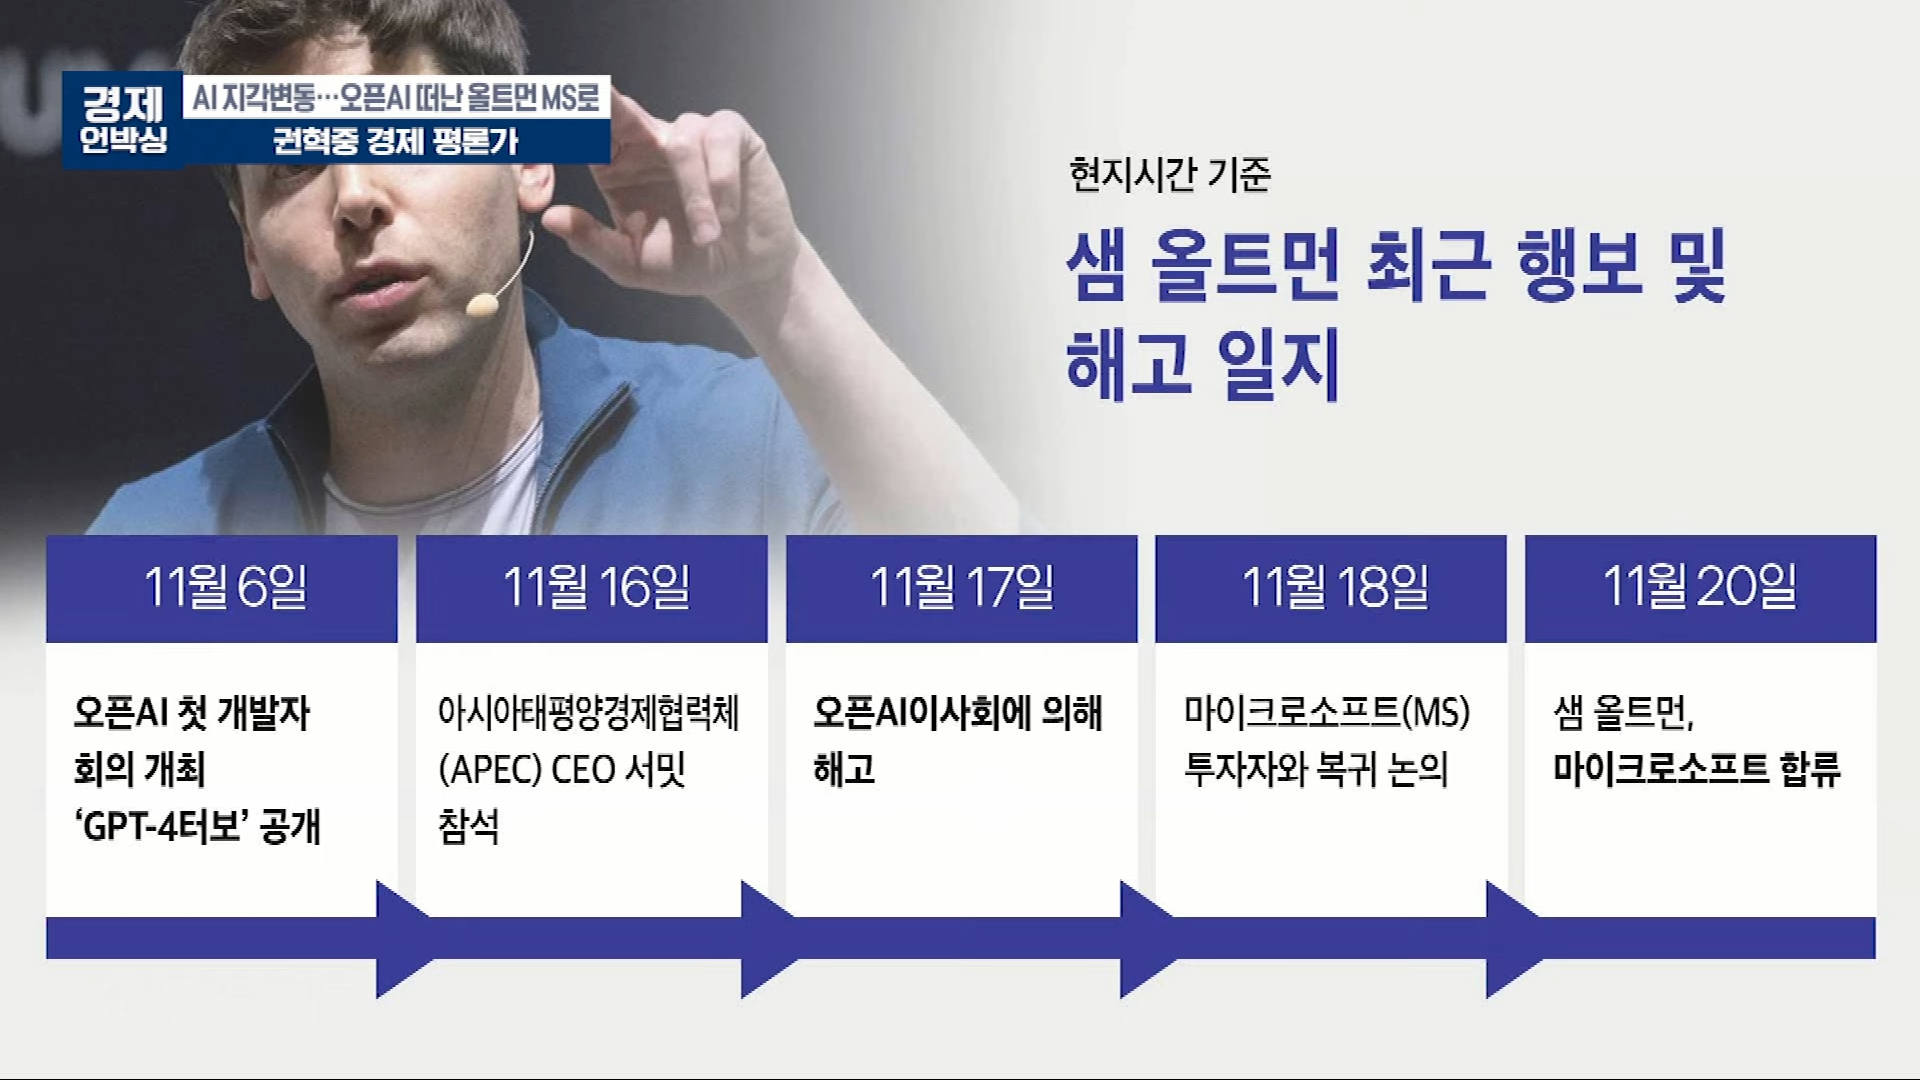 경제
언박싱
AI 지각변동…오픈AI 떠난 올트먼 MS로
권혁중 경제 평론가
현지시간 기준
샘 올트먼 최근 행보 및
해고 일지
11월 6일
오픈AI 첫 개발자
회의 개최
‘GPT-4터보’ 공개
11월 16일
아시아태평양경제협력체
(APEC) CEO 서밋
참석
11월 17일
오픈AI이사회에 의해
해고
11월 18일
마이크로소프트(MS)
투자자와 복귀 논의
11월 20일
샘 올트먼,
마이크로소프트 합류